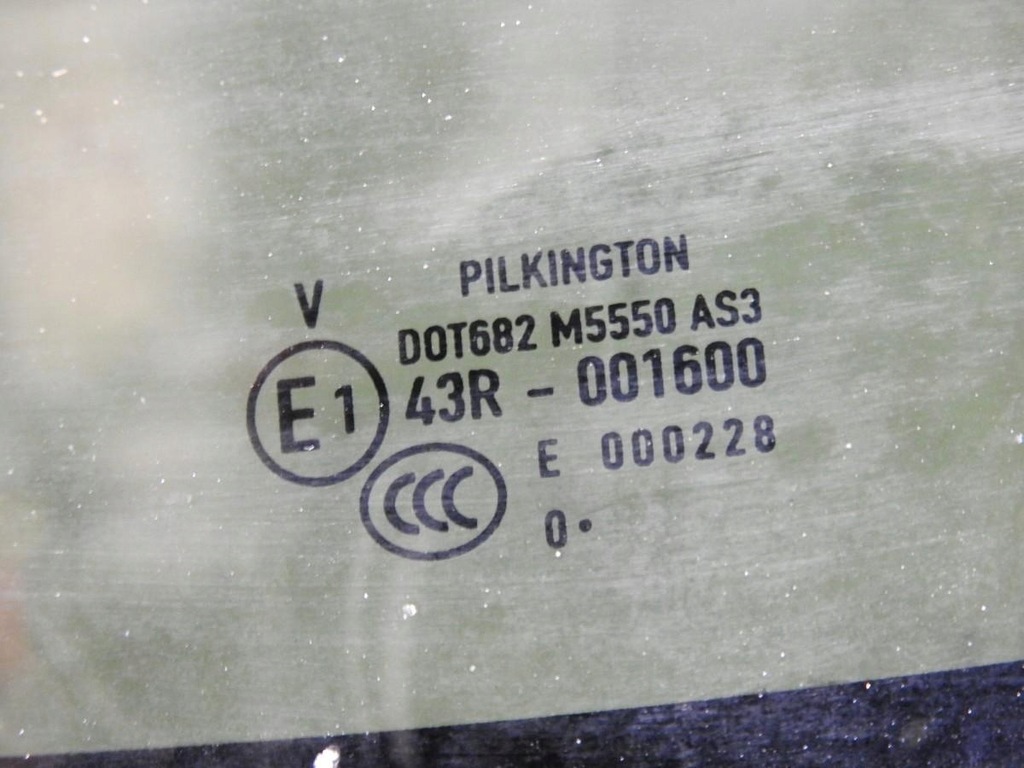 PILKINGTON
V
DOT682 M5550 AS3
E1 43R - 001600
CCC E 000228
0•